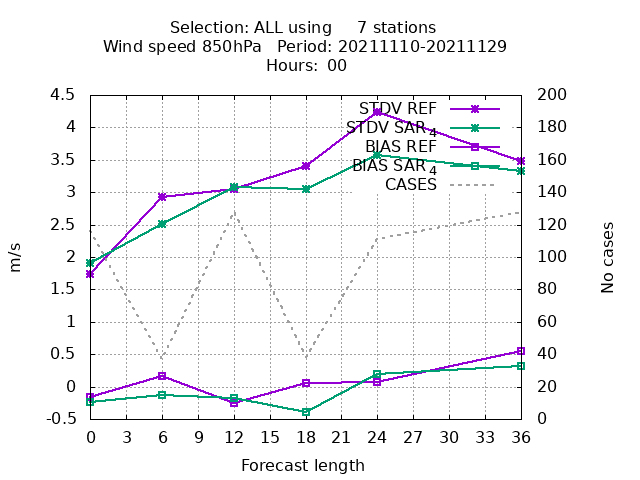 Selection: ALL using     7 stations
Wind speed 850hPa   Period: 20211110-20211129
Hours: 00
4.5
4
3.5
3
2.5
2
1.5
1
0.5
0
-0.5
m/s
STDV REF
STDV SAR4
BIAS REF
BIAS SAR4
CASES
200
180
160
140
120
100
80
60
40
20
0
No cases
0 3 6 9 12 15 18 21 24 27 30 33 36
Forecast length